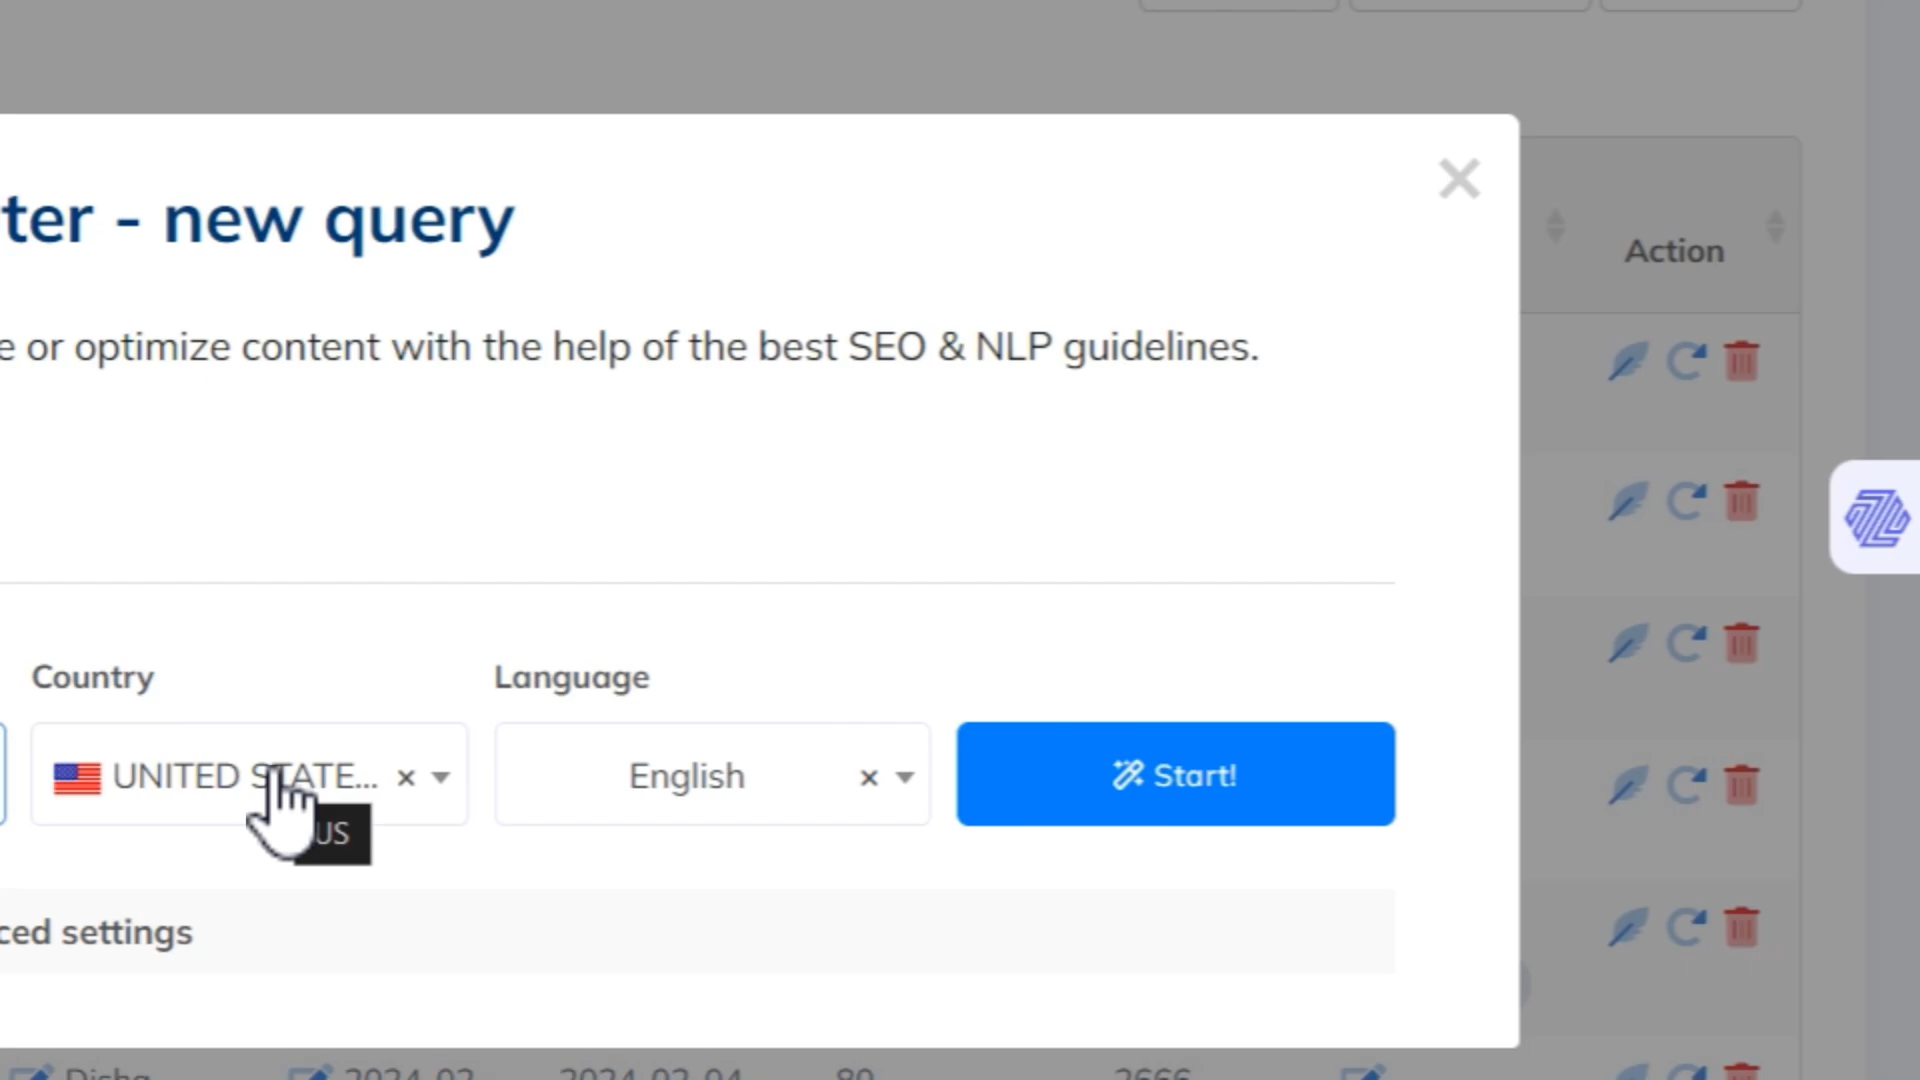 ter - new query
Action
e or optimize content with the help of the best SEO & NLP guidelines.
Country
Language
UNITED STATE... × English × Start!
US
ced settings
Disha 2024-02- 2024-02-04 80 2666